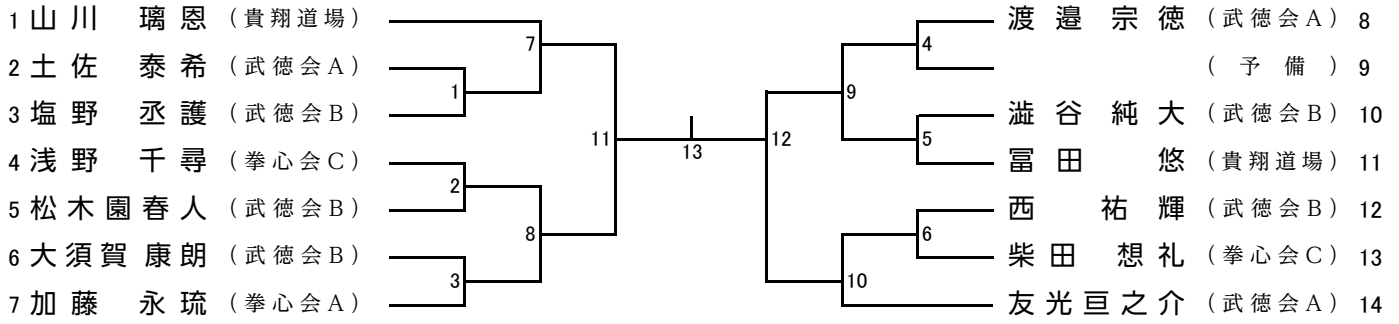 1 山川 璃恩 (貴翔道場)
2 土佐 泰希 (武徳会A)
3 塩野 丞護 (武徳会B)
4 浅野 千尋 (拳心会C)
5 松木園春人 (武徳会B)
6 大須賀 康朗 (武徳会B)
7 加藤 永琉 (拳心会A)
7
1
2
8
3
11
13
12
4
9
5
6
10
渡邉 宗徳 (武徳会A) 8
(予備) 9
澁谷 純大 (武徳会B) 10
冨田 悠 (貴翔道場) 11
西 祐輝 (武徳会B) 12
柴田 想礼 (拳心会C) 13
友光亘之介 (武徳会A) 14